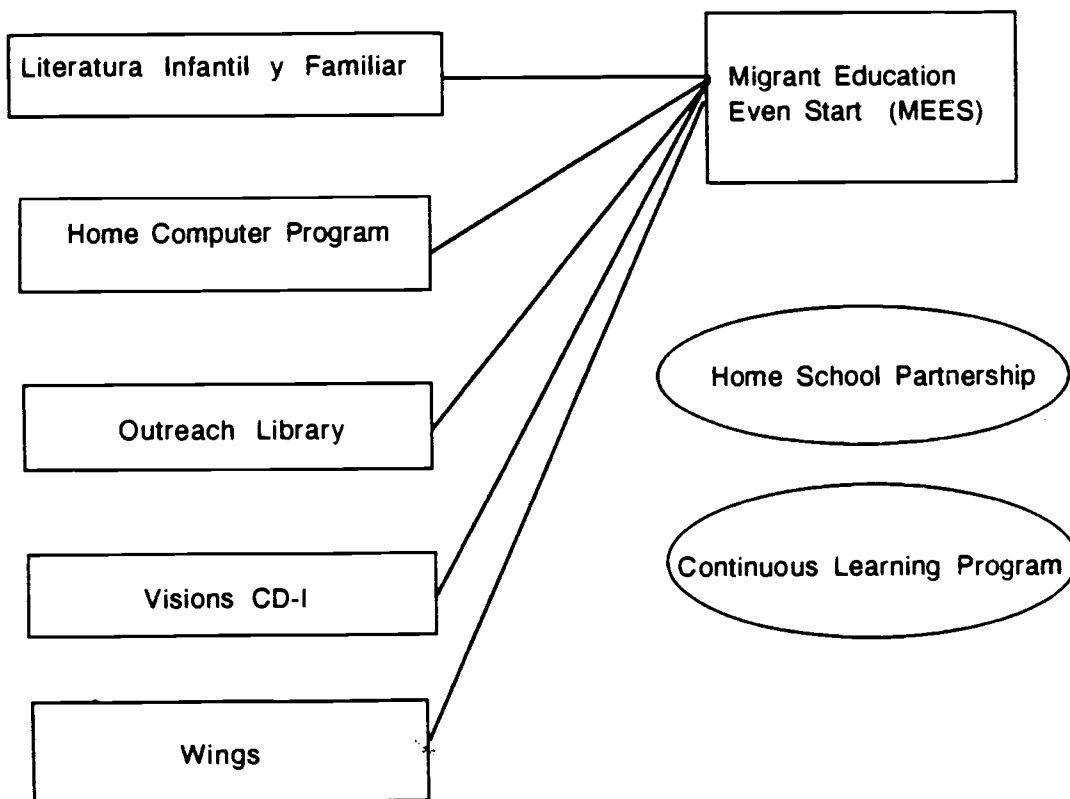 Literatura Infantil y Familiar
Migrant Education
Even Start (MEES)
Home Computer Program
Home School Partnership
Outreach Library
Continuous Learning Program
Visions CD-I
Wings